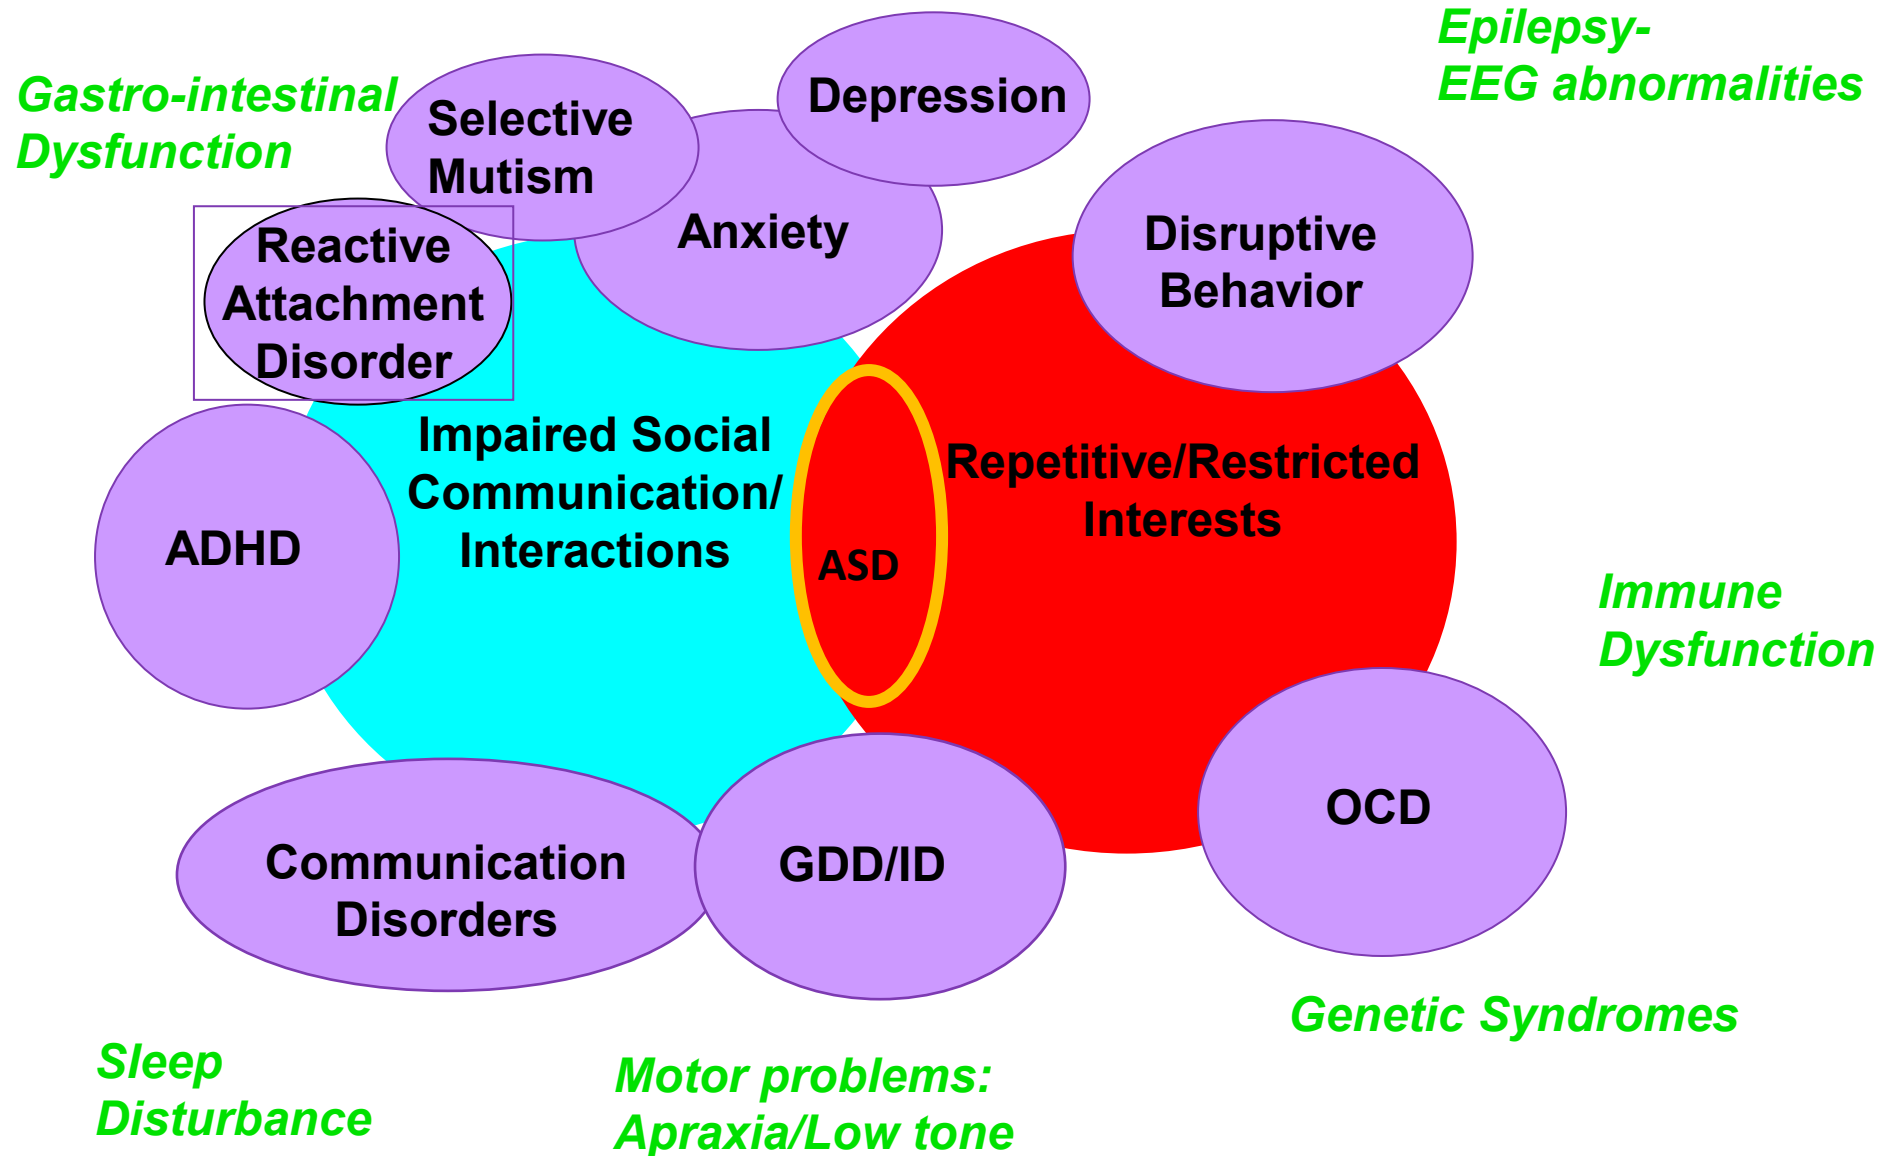 Epilepsy-
EEG abnormalities
Gastro-intestinal
Dysfunction
Selective
Mutism
Depression
Anxiety
Disruptive
Behavior
Reactive
Attachment
Disorder
Impaired Social
Communication/
Interactions
Repetitive/Restricted
Interests
ADHD
ASD
Immune
Dysfunction
OCD
Communication
Disorders
GDD/ID
Genetic Syndromes
Sleep
Disturbance
Motor problems:
Apraxia/Low tone